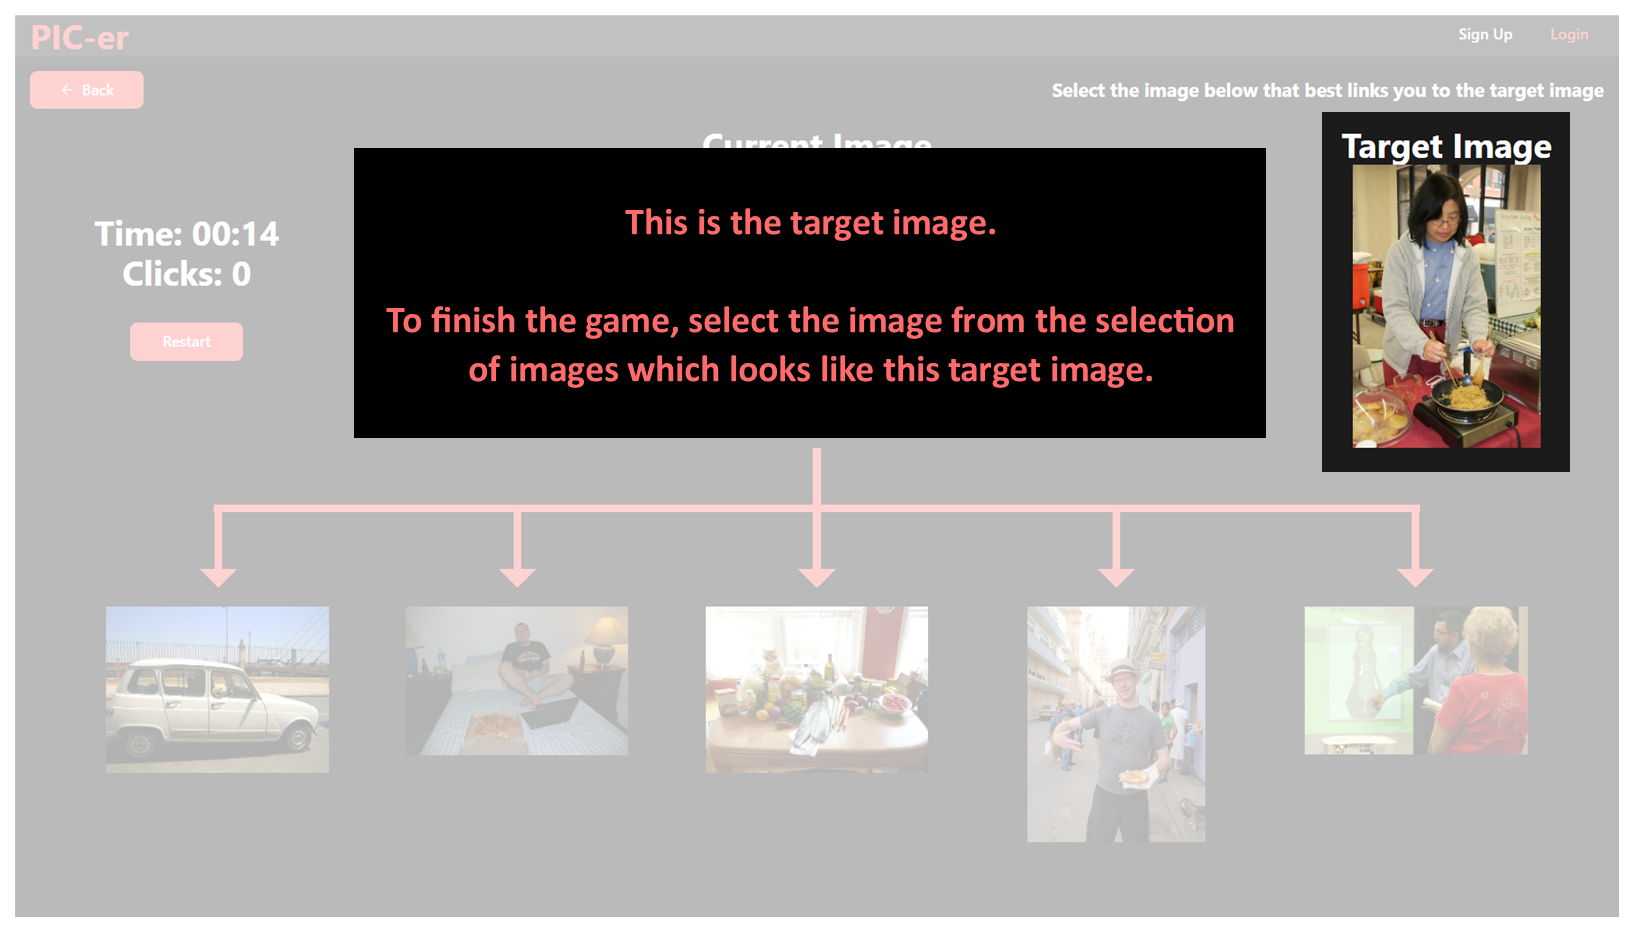 PIC-er
Sign Up
Login
← Back
Select the image below that best links you to the target image
Current Image
Target Image
Time: 00:14
Clicks: 0
Restart
This is the target image.
To finish the game, select the image from the selection
of images which looks like this target image.